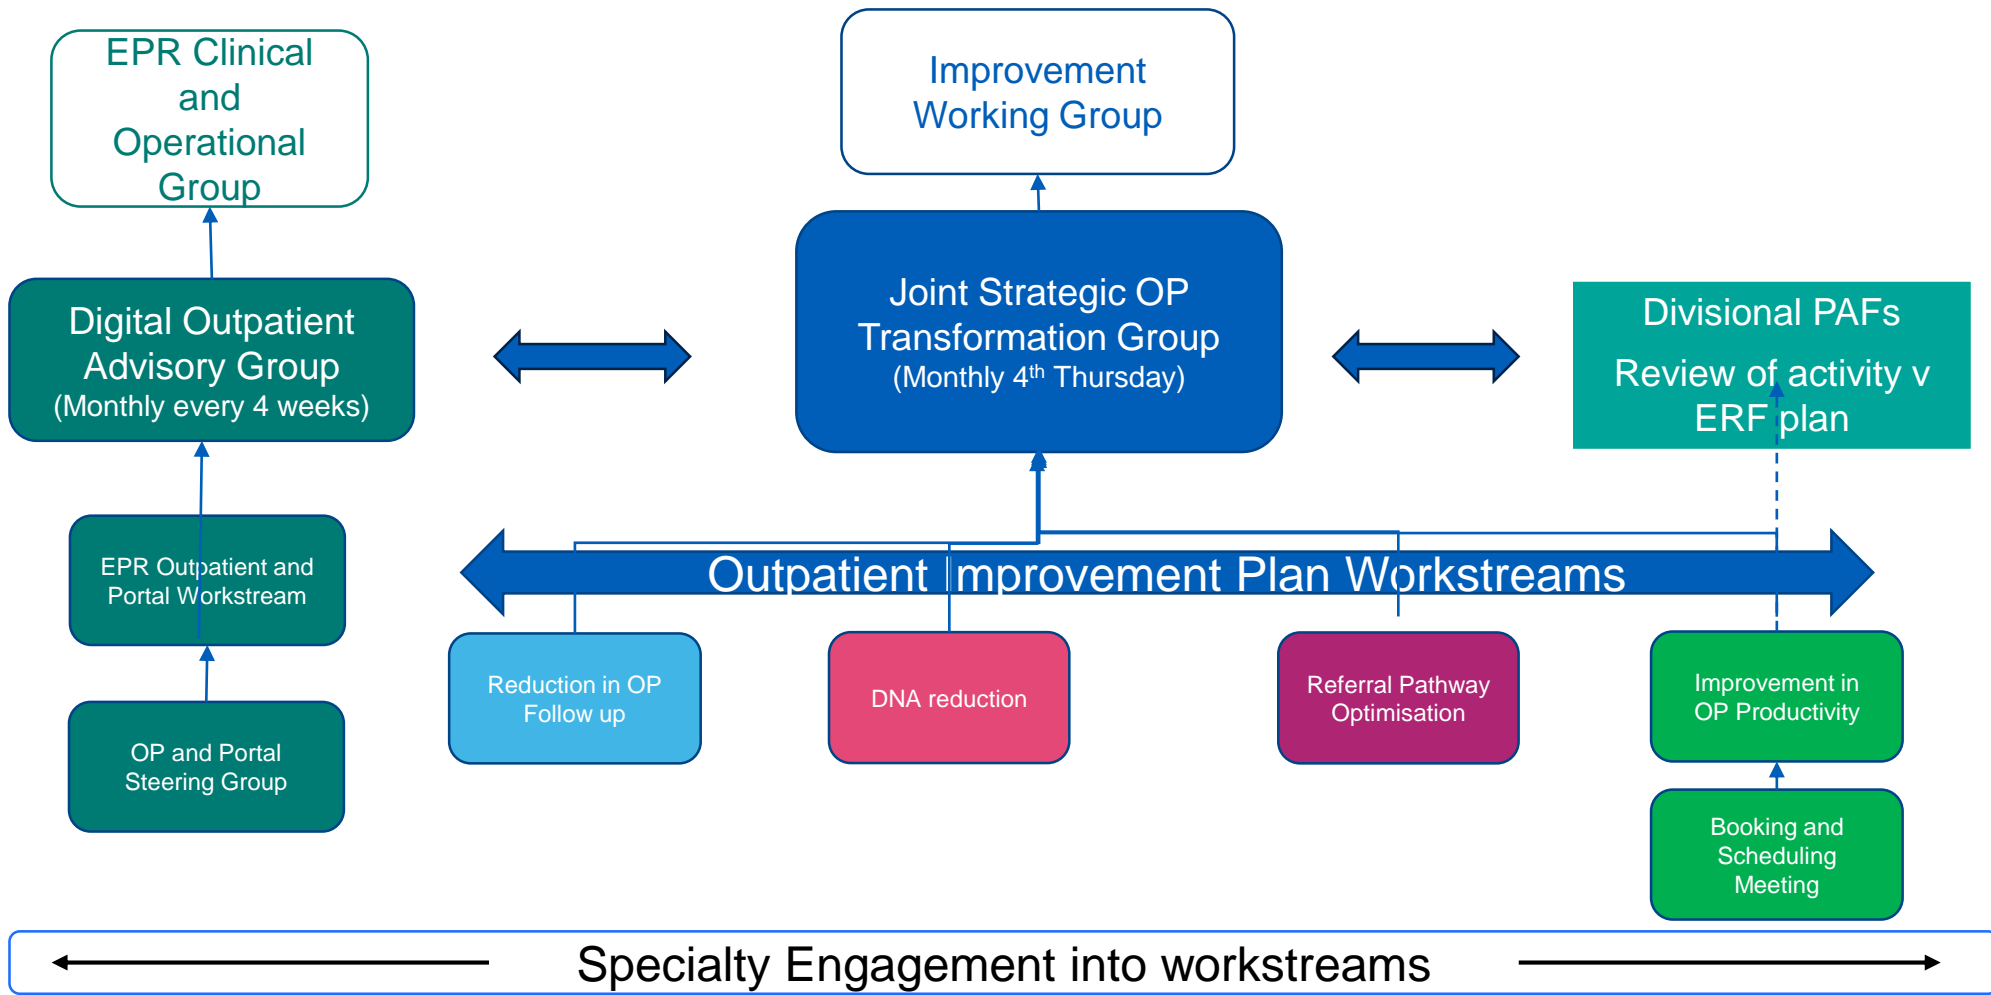 EPR Clinical
and
Operational
Group
Improvement
Working Group
Digital Outpatient
Advisory Group
(Monthly every 4 weeks)
Joint Strategic OP
Transformation Group
(Monthly 4th Thursday)
Divisional PAFs
Review of activity v
ERF plan
EPR Outpatient and
Portal Workstream
Outpatient Improvement Plan Workstreams
OP and Portal
Steering Group
Reduction in OP
Follow up
DNA reduction
Referral Pathway
Optimisation
Improvement in
OP Productivity
Booking and
Scheduling
Meeting
Specialty Engagement into workstreams